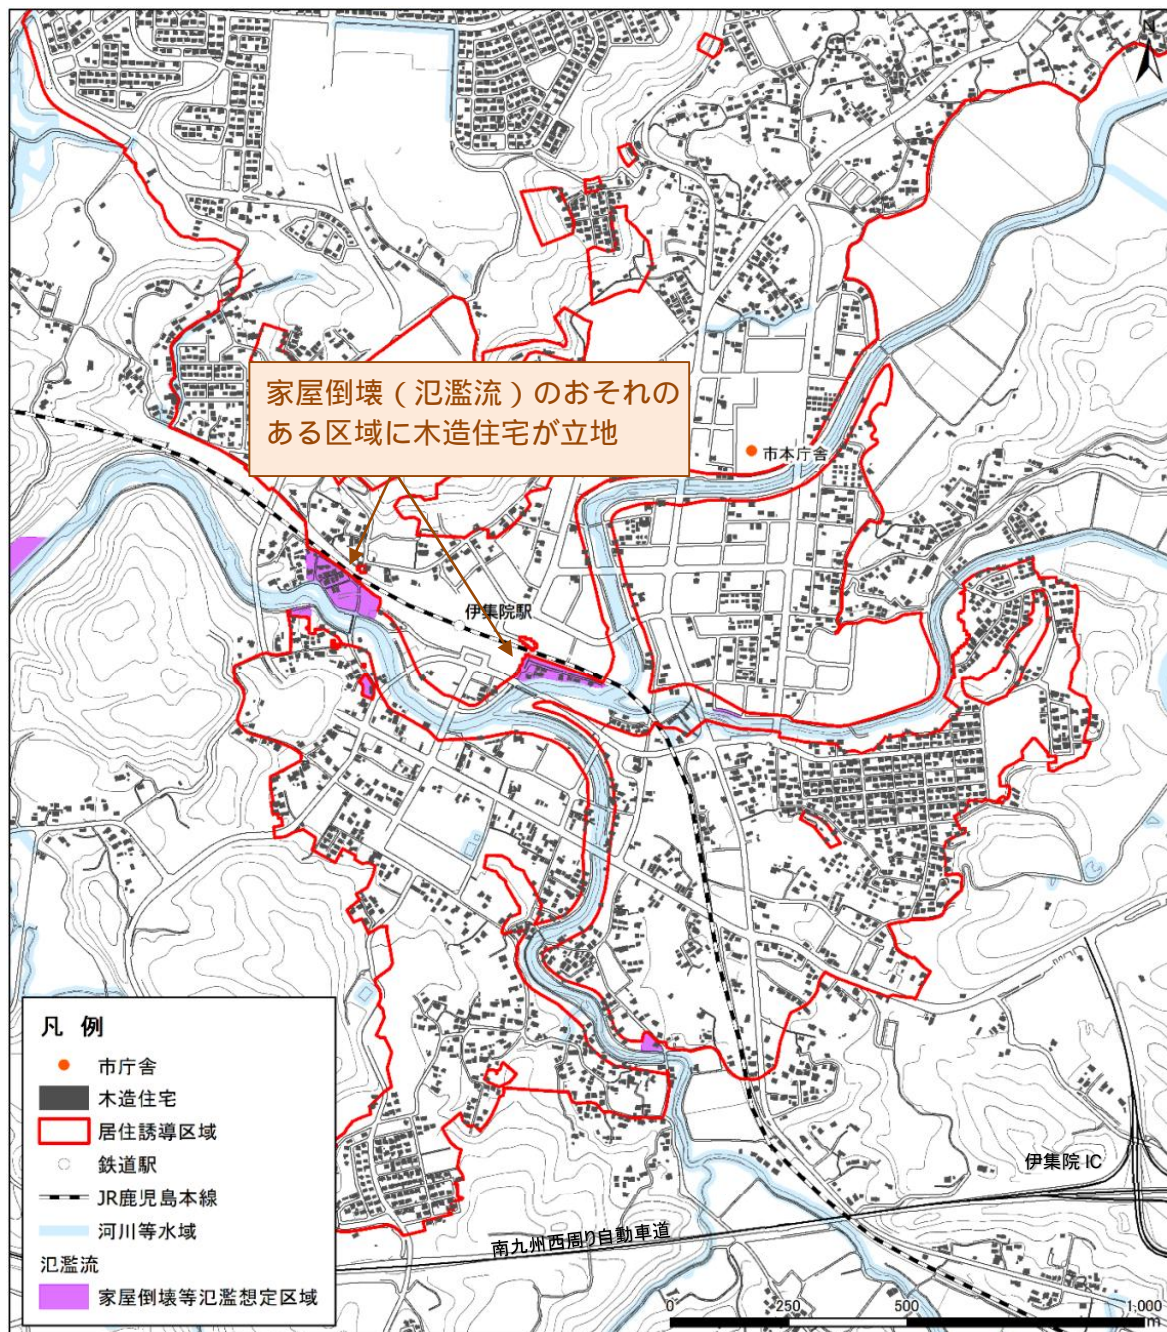 N
家屋倒壊（氾濫流）のおそれの
ある区域に木造住宅が立地
市本庁舎
伊集院駅
凡 例
市庁舎
木造住宅
居住誘導区域
鉄道駅
JR鹿児島本線
河川等水域
氾濫流
家屋倒壊等氾濫想定区域
伊集院 IC
南九州西周り自動車道
0 250 500 1,000
m